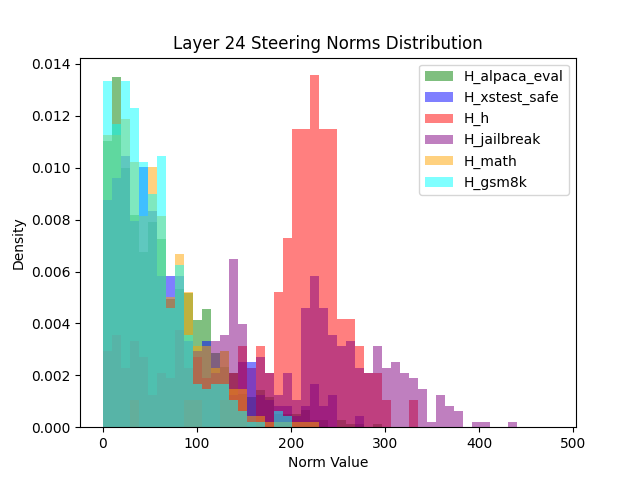 Layer 24 Steering Norms Distribution
H_alpaca_eval
H_xstest_safe
H_h
H_jailbreak
H_math
H_gsm8k
Density
0.014
0.012
0.010
0.008
0.006
0.004
0.002
0.000
0 100 200 300 400 500
Norm Value